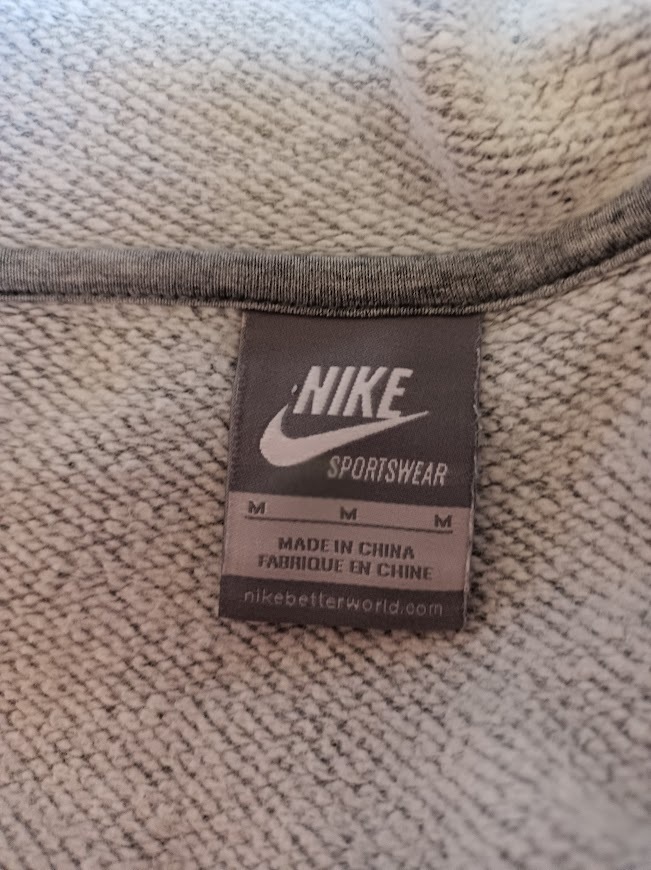 NIKE
SPORTSWEAR
M M M
MADE IN CHINA
FABRIQUE EN CHINE
nikebetterworld.com